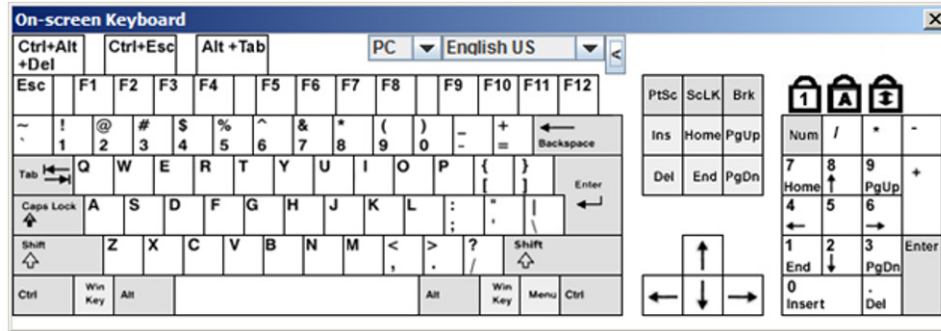 On-screen Keyboard X
Ctrl+Alt +Del Ctrl+Esc Alt +Tab PC English US <
Esc F1 F2 F3 F4 F5 F6 F7 F8 F9 F10 F11 F12 PtSc ScLK Brk 1 A
~ ! @ # $ % ^ & * ( ) _ + Backspace
` 1 2 3 4 5 6 7 8 9 0 - = Ins Home PgUp Num / * -
Tab Q W E R T Y U I O P { } Enter
[ ] Del End PgDn 7 Home 8 ↑ 9 PgUp +
Caps Lock A S D F G H J K L : " |
; ' \ 4 ← 5 6 →
Shift Z X C V B N M < > ? Shift
, . / ↑ 1 End 2 ↓ 3 PgDn Enter
Ctrl Win Key Alt Alt Win Key Menu Ctrl ← ↓ → 0 Insert . Del